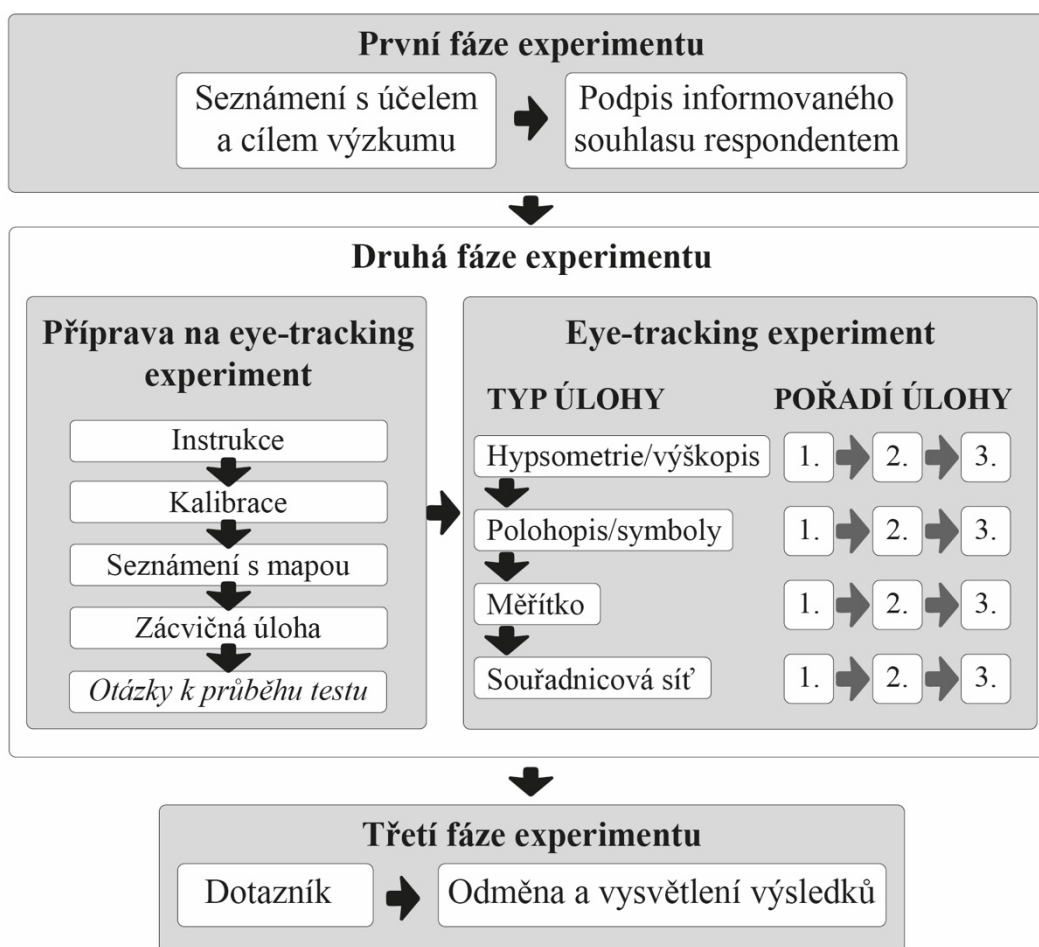 První fáze experimentu
Seznámení s účelem
a cílem výzkumu
Podpis informovaného
souhlasu respondentem
Druhá fáze experimentu
Příprava na eye-tracking
experiment
Instrukce
Kalibrace
Seznámení s mapou
Zácvičná úloha
Otázky k průběhu testu
Eye-tracking experiment
TYP ÚLOHY
POŘADÍ ÚLOHY
Hypsometrie/výškopis
1.
2.
3.
Polohopis/symboly
1.
2.
3.
Měřítko
1.
2.
3.
Souřadnicová síť
1.
2.
3.
Třetí fáze experimentu
Dotazník
Odměna a vysvětlení výsledků